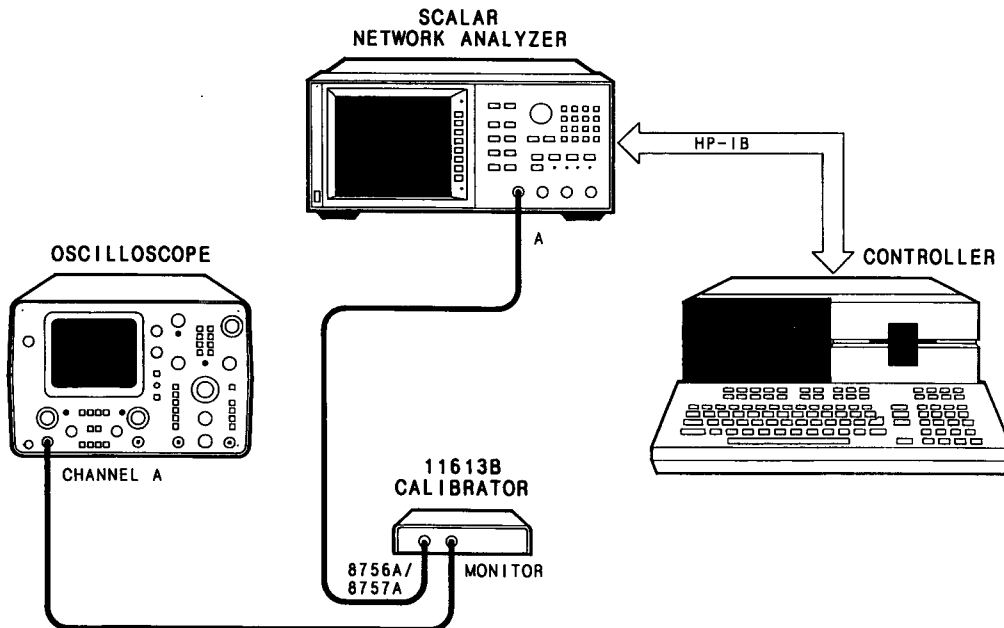 SCALAR
NETWORK ANALYZER
HP-IB
A
OSCILLOSCOPE
CONTROLLER
CHANNEL A
11613B
CALIBRATOR
8756A/
8757A
MONITOR